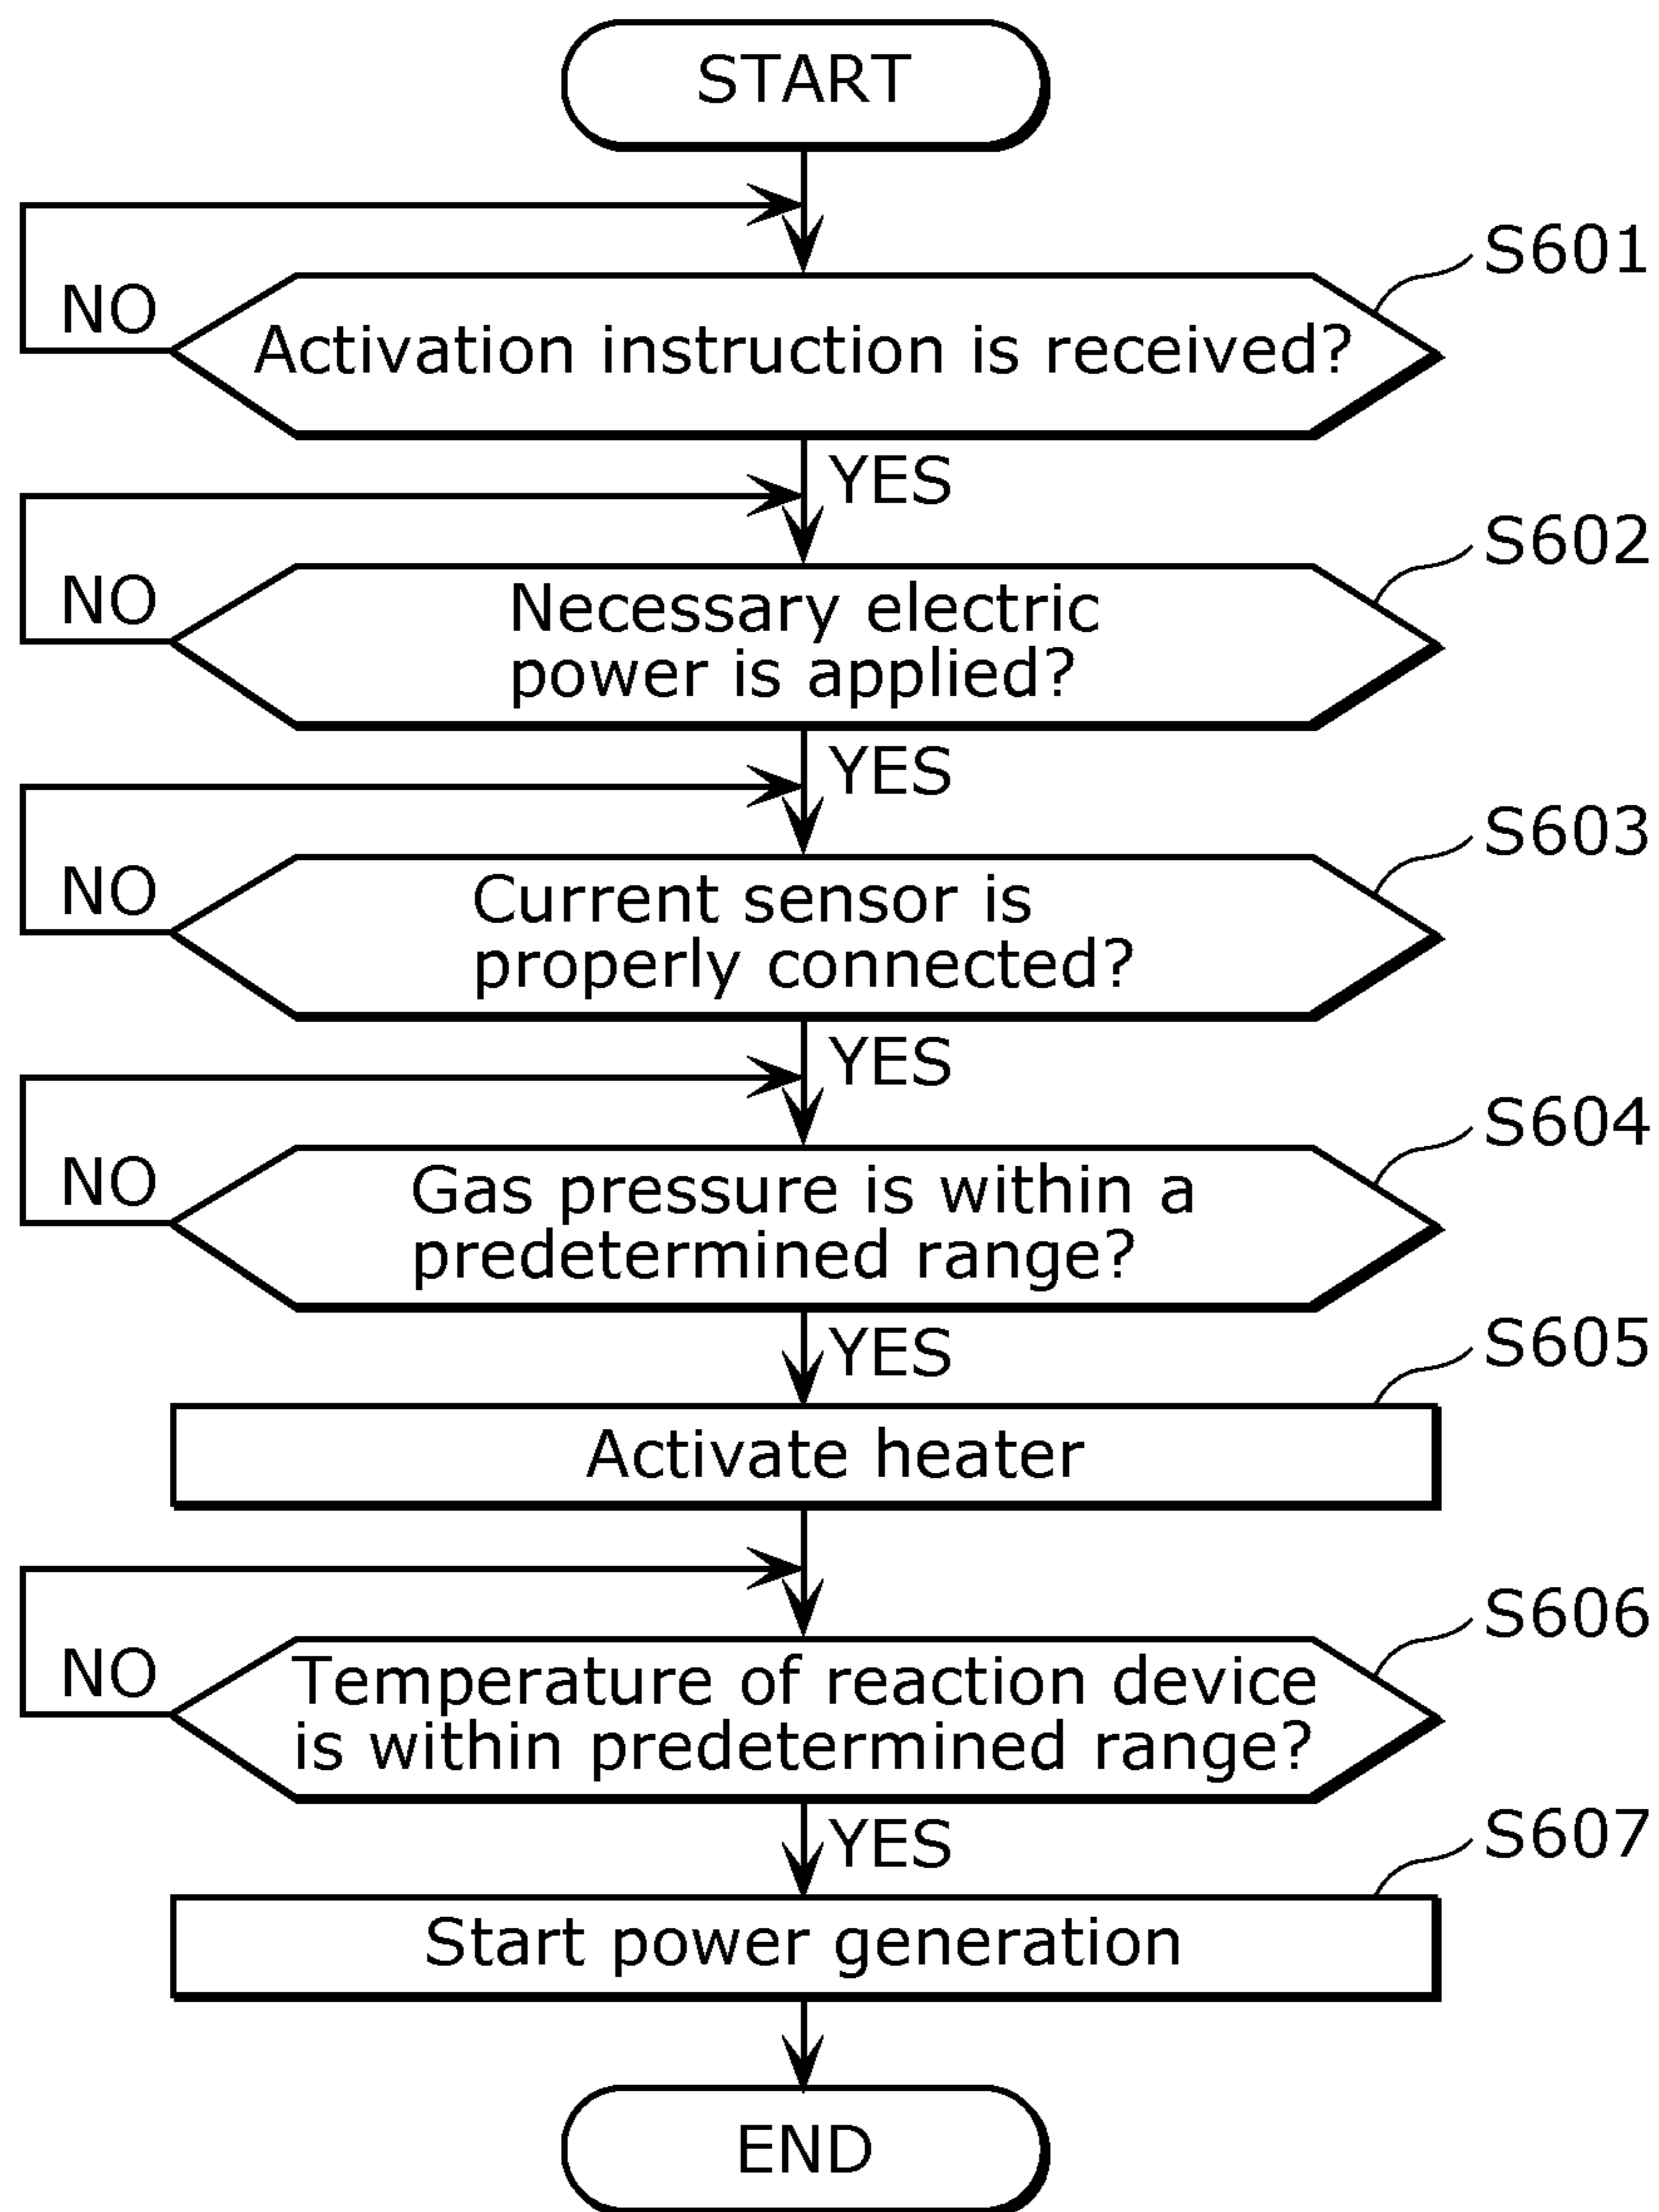 START
S601
NO
Activation instruction is received?
YES
S602
NO
Necessary electric
power is applied?
YES
S603
NO
Current sensor is
properly connected?
YES
S604
NO
Gas pressure is within a
predetermined range?
YES
S605
Activate heater
S606
NO
Temperature of reaction device
is within predetermined range?
YES
S607
Start power generation
END